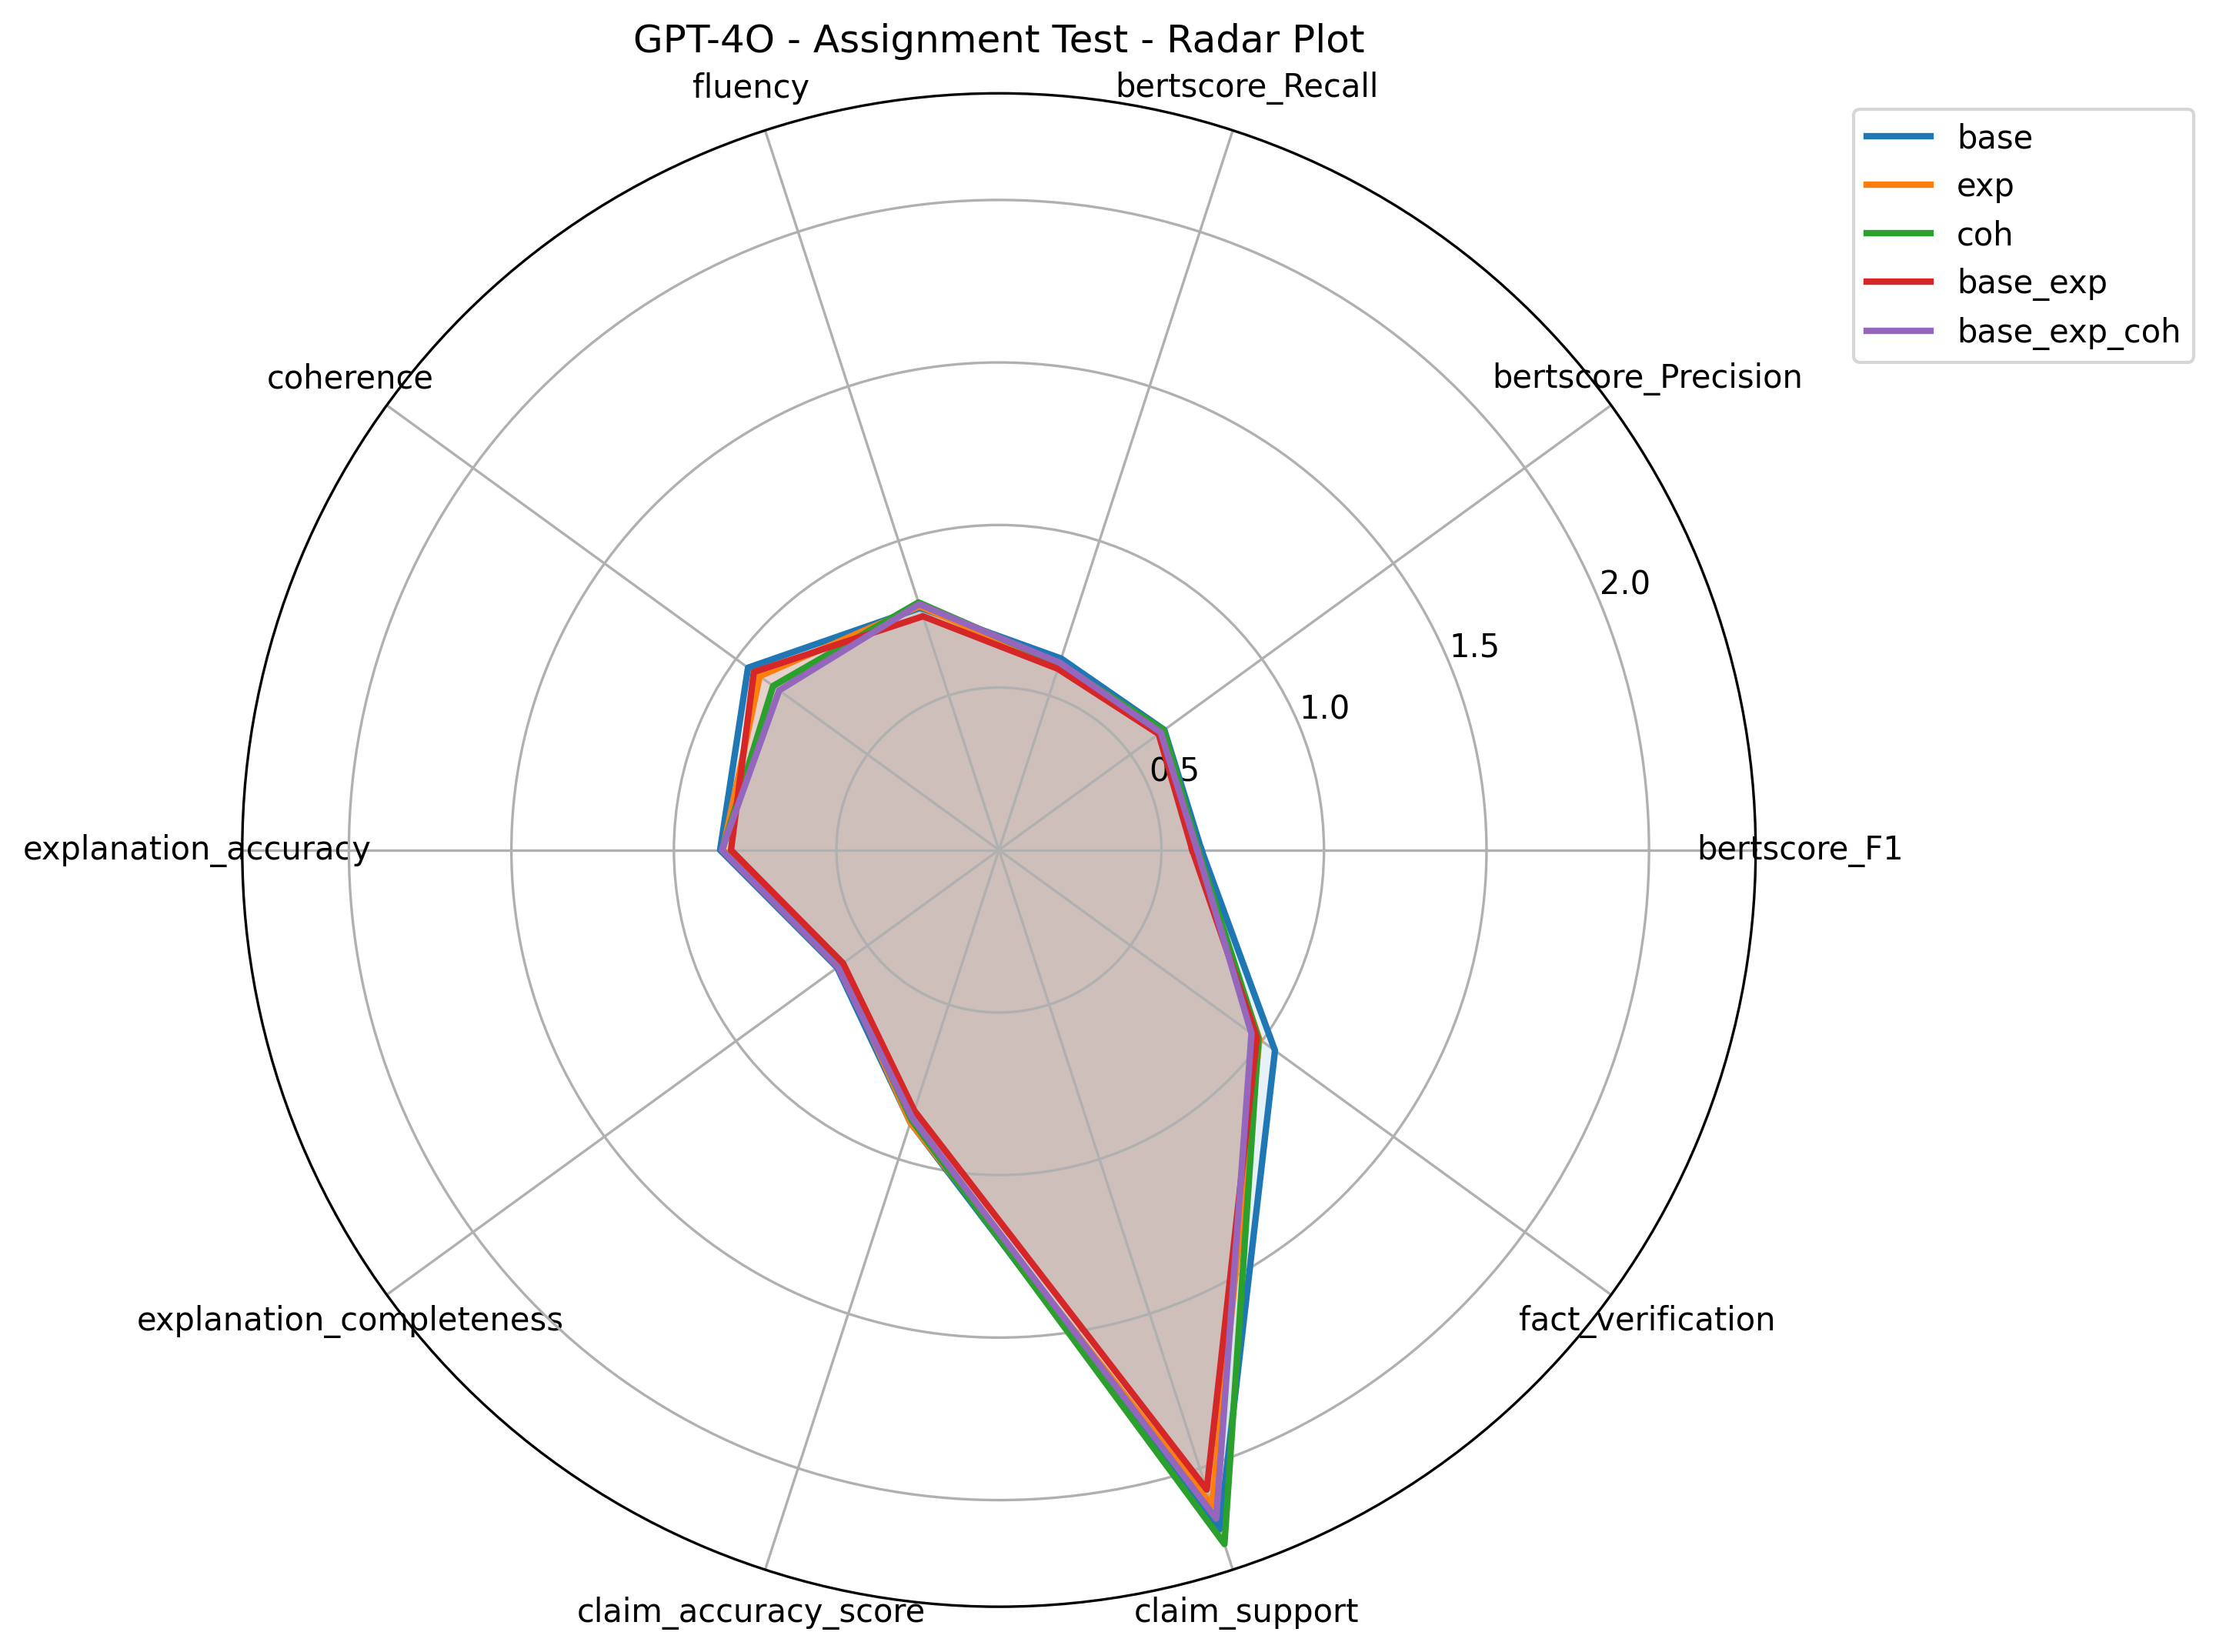 GPT-4O - Assignment Test - Radar Plot
fluency
bertscore_Recall
coherence
bertscore_Precision
explanation_accuracy
bertscore_F1
explanation_completeness
fact_verification
claim_accuracy_score
claim_support
0.5
1.0
1.5
2.0
base
exp
coh
base_exp
base_exp_coh